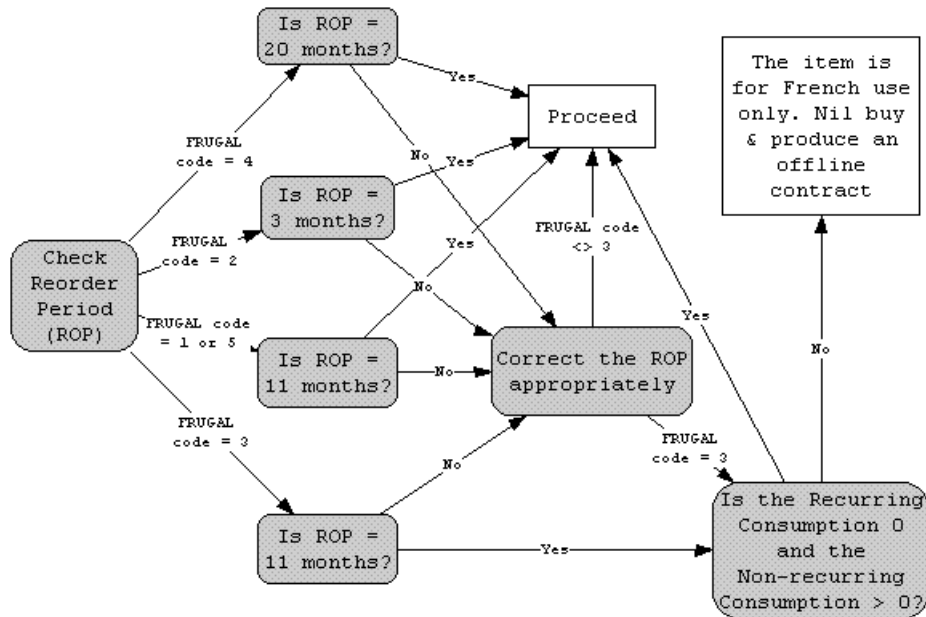 Is ROP =
20 months?
Yes
The item is
for French use
only. Nil buy
& produce an
offline
contract
Proceed
FRUGAL
code = 4
No
Yes
Is ROP =
3 months?
FRUGAL code
<> 3
Yes
FRUGAL
code = 2
Check
Reorder
Period
(ROP)
No
FRUGAL code
= 1 or 5
Yes
No
Is ROP =
11 months?
No
Correct the ROP
appropriately
FRUGAL
code = 3
FRUGAL
code = 3
No
Is ROP =
11 months?
Yes
Is the Recurring
Consumption 0
and the
Non-recurring
Consumption > 0?